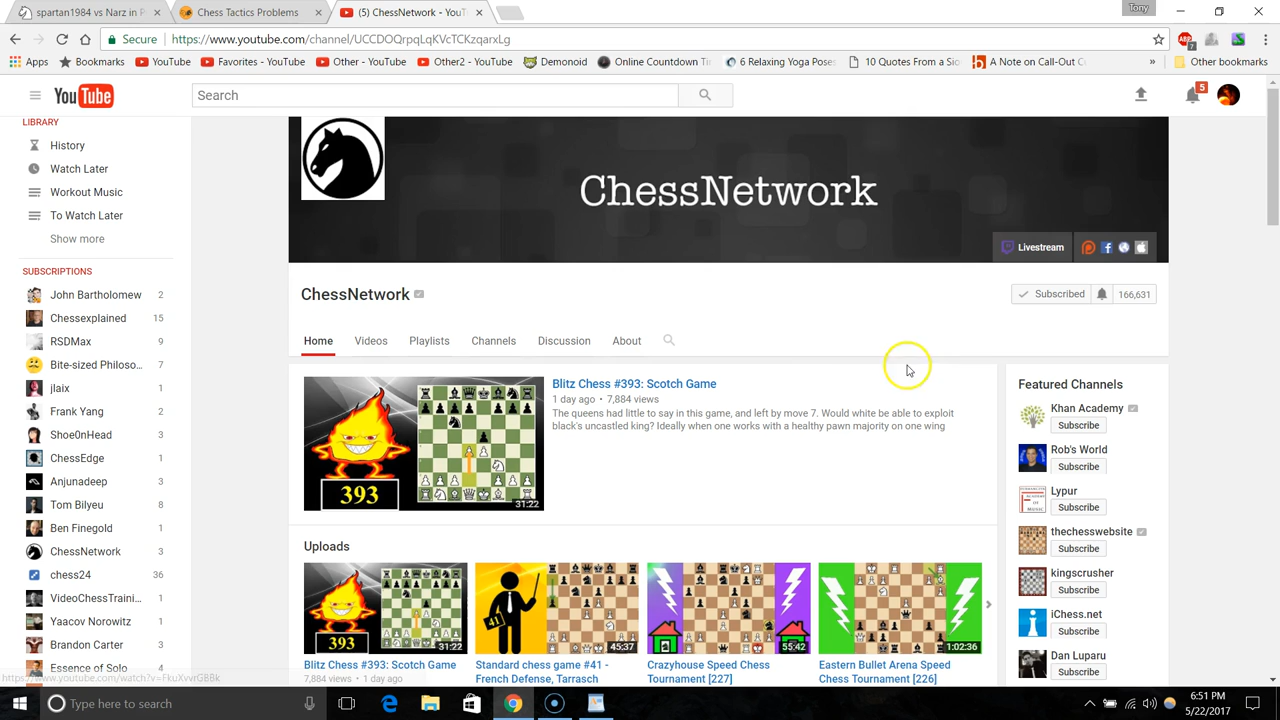 spartan1984 vs Narz in P
Chess Tactics Problems
(5) ChessNetwork - YouT
Tony
Secure
https://www.youtube.com/channel/UCCDOQrpqLqKVcTCKzqarxLg
Apps
Bookmarks
YouTube
Favorites - YouTube
Other - YouTube
Other2 - YouTube
Demonoid
Online Countdown Ti
6 Relaxing Yoga Poses
10 Quotes From a Sio
A Note on Call-Out C
»
Other bookmarks
YouTube
Search
5
LIBRARY
History
Watch Later
Workout Music
To Watch Later
Show more
SUBSCRIPTIONS
John Bartholomew 2
Chessexplained 15
RSDMax 9
Bite-sized Philoso... 7
jlaix 1
Frank Yang 2
Shoe0nHead 1
ChessEdge 1
Anjunadeep 3
Tom Bilyeu 8
Ben Finegold 1
ChessNetwork 3
chess24 36
VideoChessTraini... 1
Yaacov Norowitz 1
Brandon Carter 3
Essence of Solo 4
https://www.youtube.com/watch?v=FkuXvvrGBBk
ChessNetwork
Livestream
ChessNetwork
Subscribed
166,631
Home
Videos
Playlists
Channels
Discussion
About
393
31:22
Blitz Chess #393: Scotch Game
1 day ago • 7,884 views
The queens had little to say in this game, and left by move 7. Would white be able to exploit
black's uncastled king? Ideally when one works with a healthy pawn majority on one wing
Uploads
393
31:22
Blitz Chess #393: Scotch Game
7,884 views • 1 day ago
41
45:37
Standard chess game #41 -
French Defense, Tarrasch
55:42
Crazyhouse Speed Chess
Tournament [227]
1:02:36
Eastern Bullet Arena Speed
Chess Tournament [226]
Featured Channels
Khan Academy
Subscribe
Rob's World
Subscribe
Lypur
Subscribe
thechesswebsite
Subscribe
kingscrusher
Subscribe
iChess.net
Subscribe
Dan Luparu
Subscribe
Type here to search
6:51 PM
5/22/2017